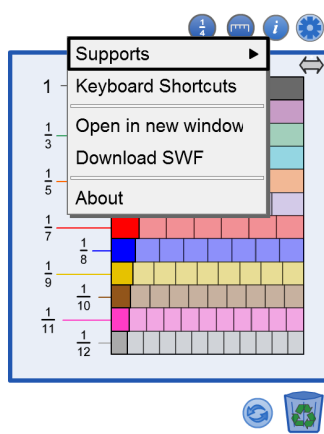 1/4
i
Supports
Keyboard Shortcuts
Open in new window
Download SWF
About
1
1/3
1/5
1/7
1/8
1/9
1/10
1/11
1/12